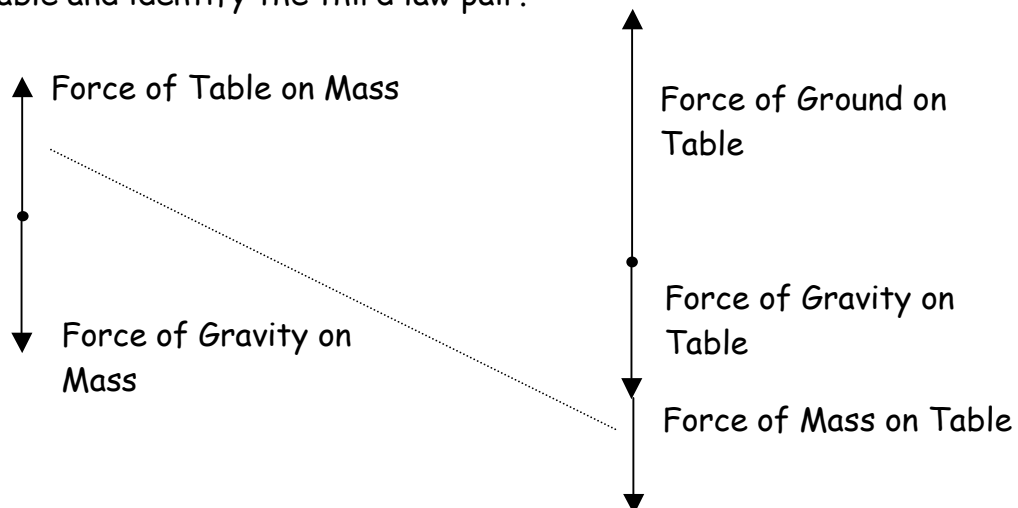 and identify the third law pair?
Force of Table on Mass
Force of Gravity on
Mass
Force of Ground on
Table
Force of Gravity on
Table
Force of Mass on Table